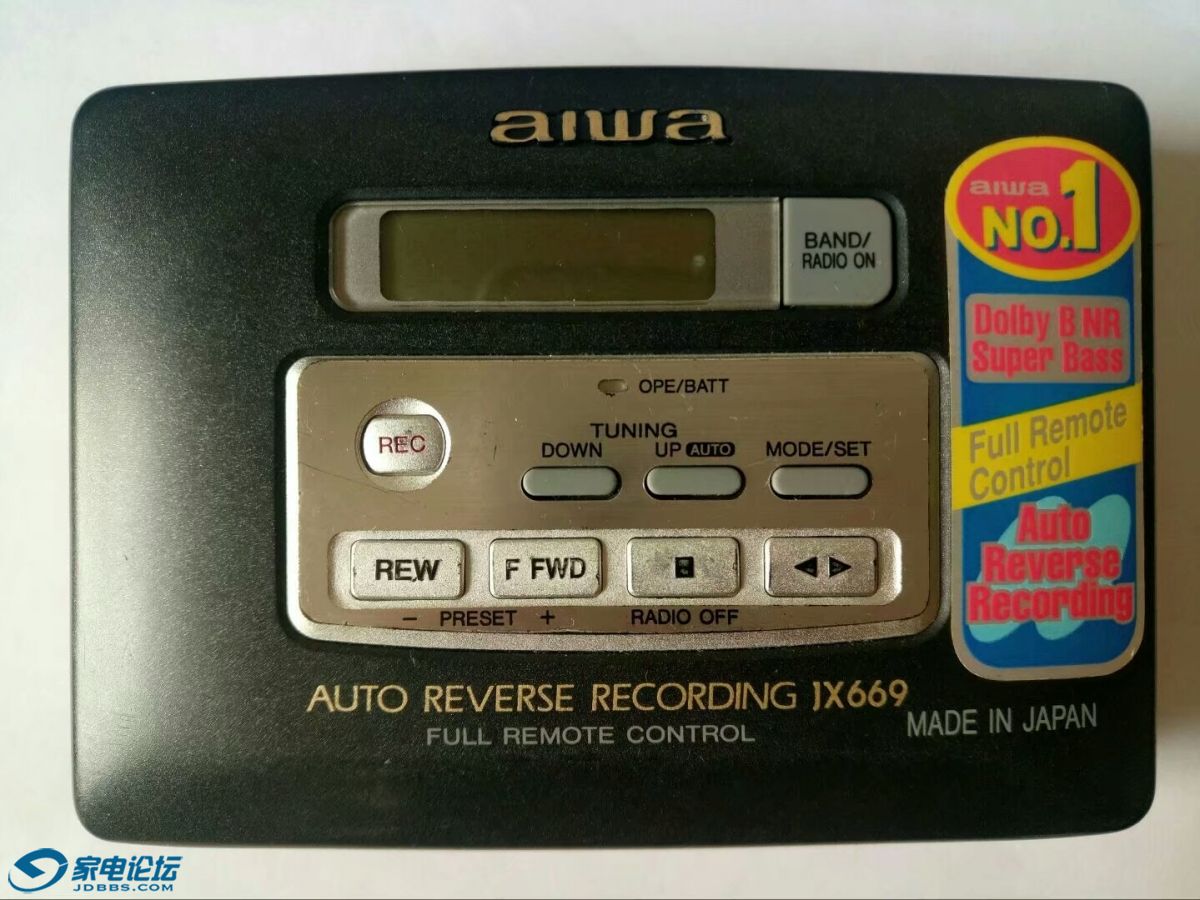 aiwa
BAND/
RADIO ON
aiwa
NO.1
Dolby B NR
Super Bass
Full Remote
Control
Auto
Reverse
Recording
OPE/BATT
REC
TUNING
DOWN
UP AUTO
MODE/SET
REW
F FWD
− PRESET +
RADIO OFF
AUTO REVERSE RECORDING JX669
FULL REMOTE CONTROL
MADE IN JAPAN
家电论坛
JDBBS.COM